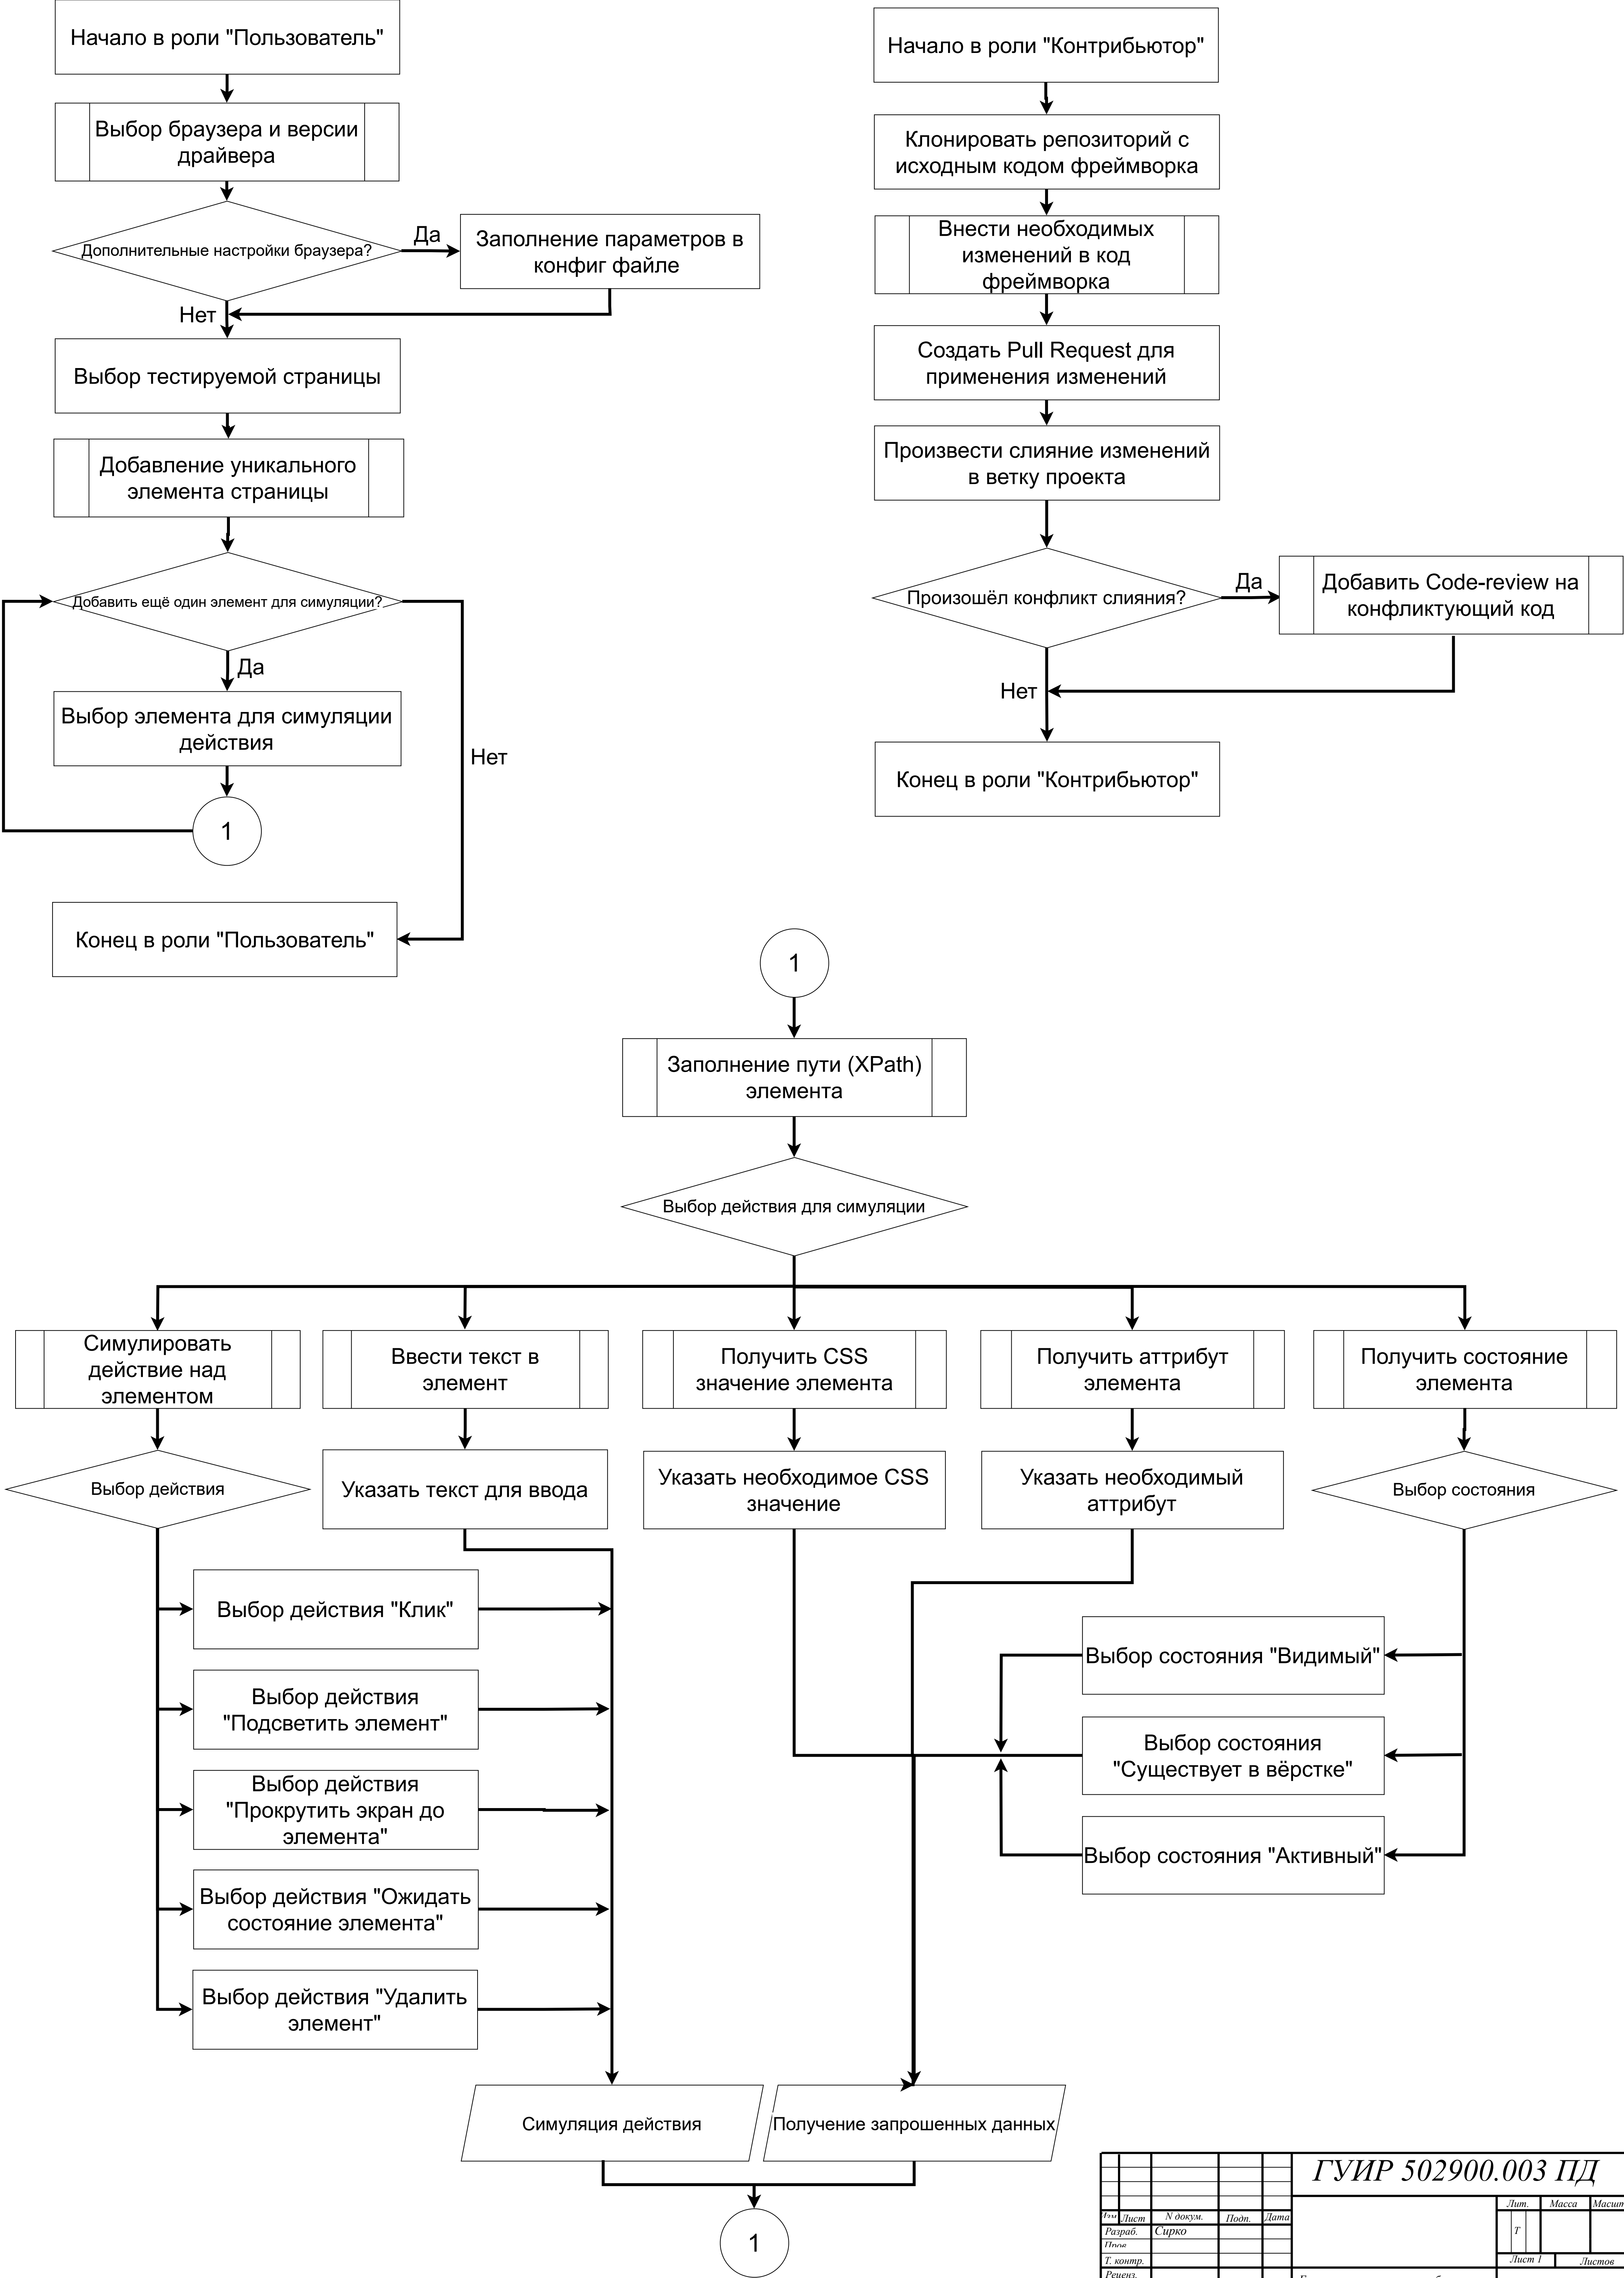 Начало в роли "Пользователь"
Выбор браузера и версии
драйвера
Дополнительные настройки браузера?
Да
Заполнение параметров в
конфиг файле
Нет
Выбор тестируемой страницы
Добавление уникального
элемента страницы
Добавить ещё один элемент для симуляции?
Да
Выбор элемента для симуляции
действия
Нет
1
Конец в роли "Пользователь"
Начало в роли "Контрибьютор"
Клонировать репозиторий с
исходным кодом фреймворка
Внести необходимых
изменений в код
фреймворка
Создать Pull Request для
применения изменений
Произвести слияние изменений
в ветку проекта
Произошёл конфликт слияния?
Да
Добавить Code-review на
конфликтующий код
Нет
Конец в роли "Контрибьютор"
1
Заполнение пути (XPath)
элемента
Выбор действия для симуляции
Симулировать
действие над
элементом
Ввести текст в
элемент
Получить CSS
значение элемента
Получить аттрибут
элемента
Получить состояние
элемента
Выбор действия
Указать текст для ввода
Указать необходимое CSS
значение
Указать необходимый
аттрибут
Выбор состояния
Выбор действия "Клик"
Выбор действия
"Подсветить элемент"
Выбор действия
"Прокрутить экран до
элемента"
Выбор действия "Ожидать
состояние элемента"
Выбор действия "Удалить
элемент"
Выбор состояния "Видимый"
Выбор состояния
"Существует в вёрстке"
Выбор состояния "Активный"
Симуляция действия
Получение запрошенных данных
1
ГУИР 502900.003 ПД
Лит. Масса Масшт
Изм Лист N докум. Подп. Дата
Разраб. Сирко
Т
Пров
Т. контр.
Лист 1 Листов
Реценз.